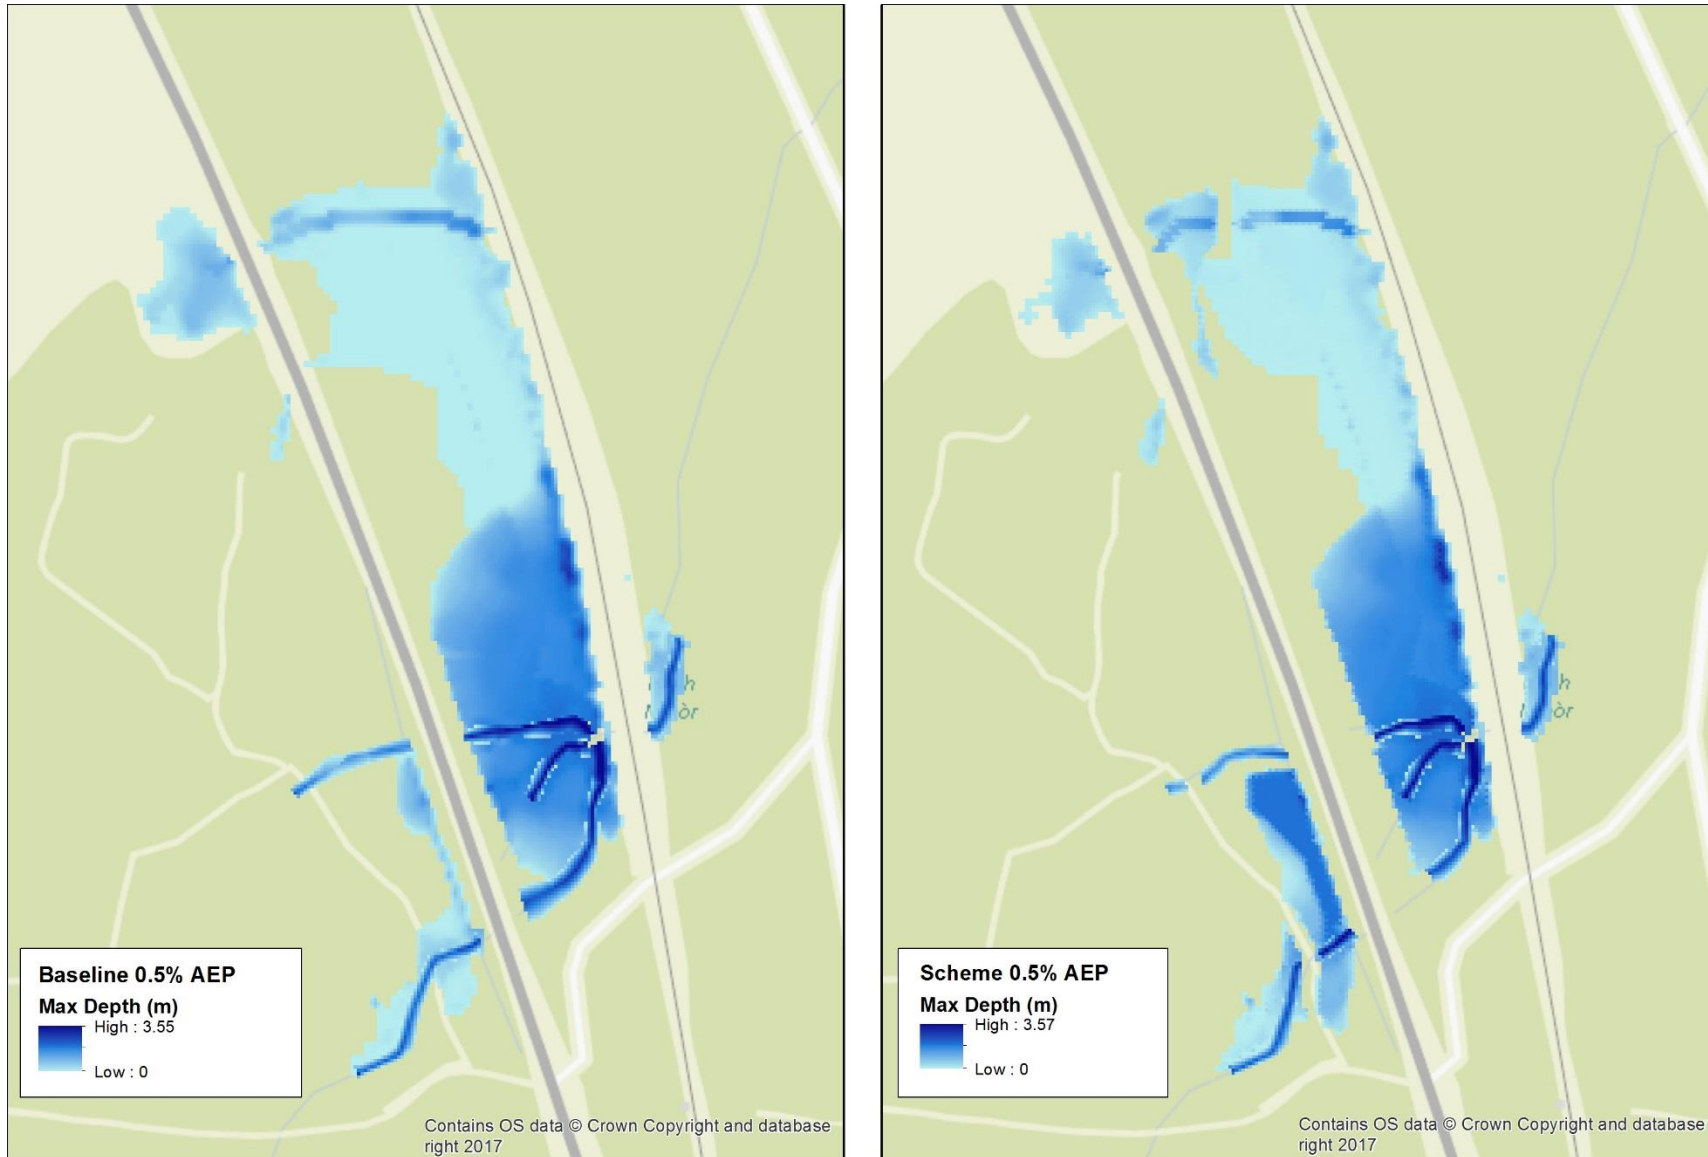 h
òr
Baseline 0.5% AEP
Max Depth (m)
High : 3.55
Low : 0
Contains OS data © Crown Copyright and database
right 2017
h
òr
Scheme 0.5% AEP
Max Depth (m)
High : 3.57
Low : 0
Contains OS data © Crown Copyright and database
right 2017